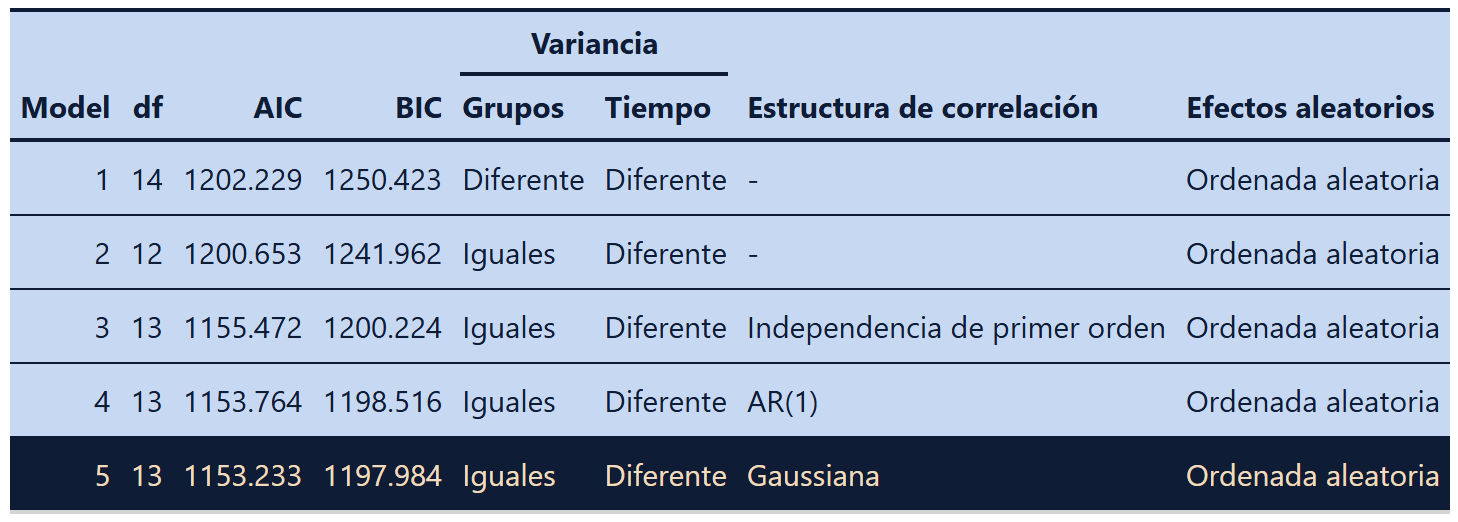 Variancia
Model df AIC BIC Grupos Tiempo Estructura de correlación Efectos aleatorios
1 14 1202.229 1250.423 Diferente Diferente - Ordenada aleatoria
2 12 1200.653 1241.962 Iguales Diferente - Ordenada aleatoria
3 13 1155.472 1200.224 Iguales Diferente Independencia de primer orden Ordenada aleatoria
4 13 1153.764 1198.516 Iguales Diferente AR(1) Ordenada aleatoria
5 13 1153.233 1197.984 Iguales Diferente Gaussiana Ordenada aleatoria